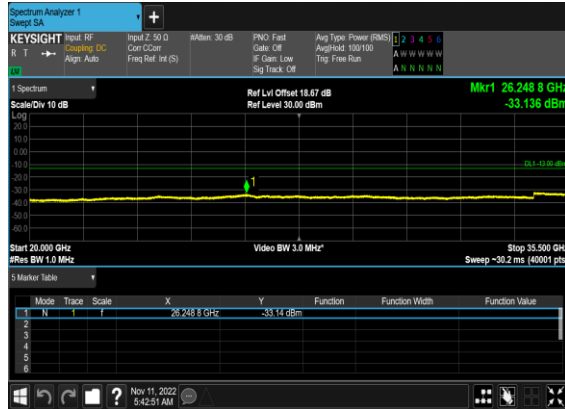 Spectrum Analyzer 1
Swept SA
+
KEYSIGHT Input: RF Input Z: 50 Ω #Atten: 30 dB PNO: Fast Avg Type: Power (RMS) 1 2 3 4 5 6
R T Coupling: DC Corr CCorr Gate: Off Avg|Hold: 100/100 A W W W W W
Align: Auto Freq Ref: Int (S) IF Gain: Low Trig: Free Run
Sig Track: Off A N N N N N
1 Spectrum Ref Lvl Offset 18.67 dB Mkr1 26.248 8 GHz
Scale/Div 10 dB Ref Level 30.00 dBm -33.136 dBm
Log
20.0
10.0
0.00
-10.0 DL1 -13.00 dBm
-20.0 1
-30.0
-40.0
-50.0
-60.0
Start 20.000 GHz Video BW 3.0 MHz* Stop 35.500 GHz
#Res BW 1.0 MHz Sweep ~30.2 ms (40001 pts)
5 Marker Table
Mode Trace Scale X Y Function Function Width Function Value
1 N 1 f 26.248 8 GHz -33.14 dBm
2
3
4
5
6
? Nov 11, 2022
5:42:51 AM